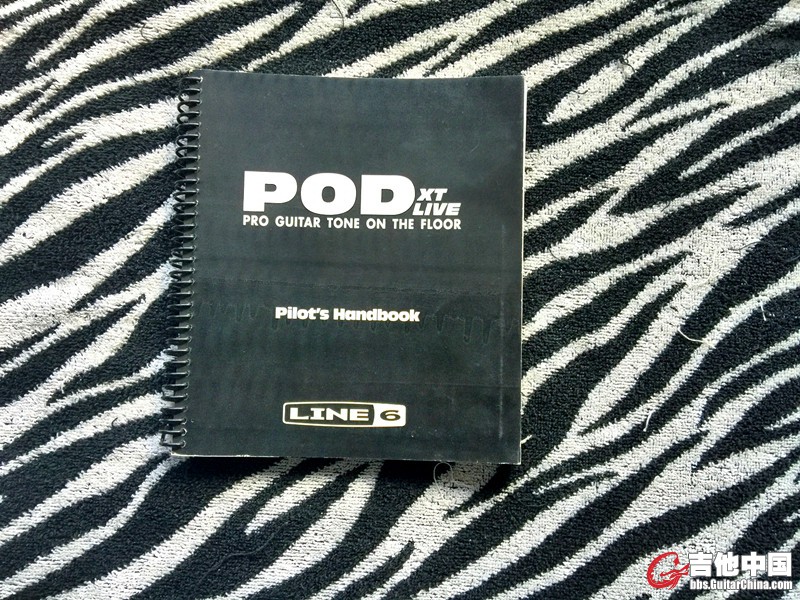 POD XT
LIVE
PRO GUITAR TONE ON THE FLOOR
Pilot's Handbook
LINE 6
吉他中国
bbs.GuitarChina.com